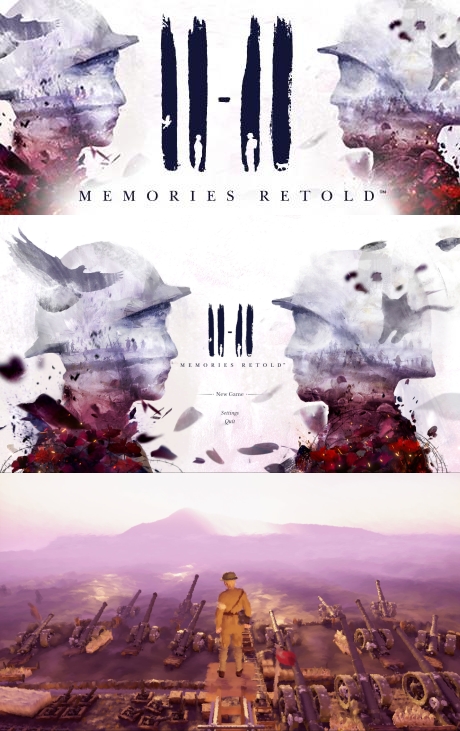 11-11
MEMORIES RETOLD™
11-11
MEMORIES RETOLD™
New Game
Settings
Quit